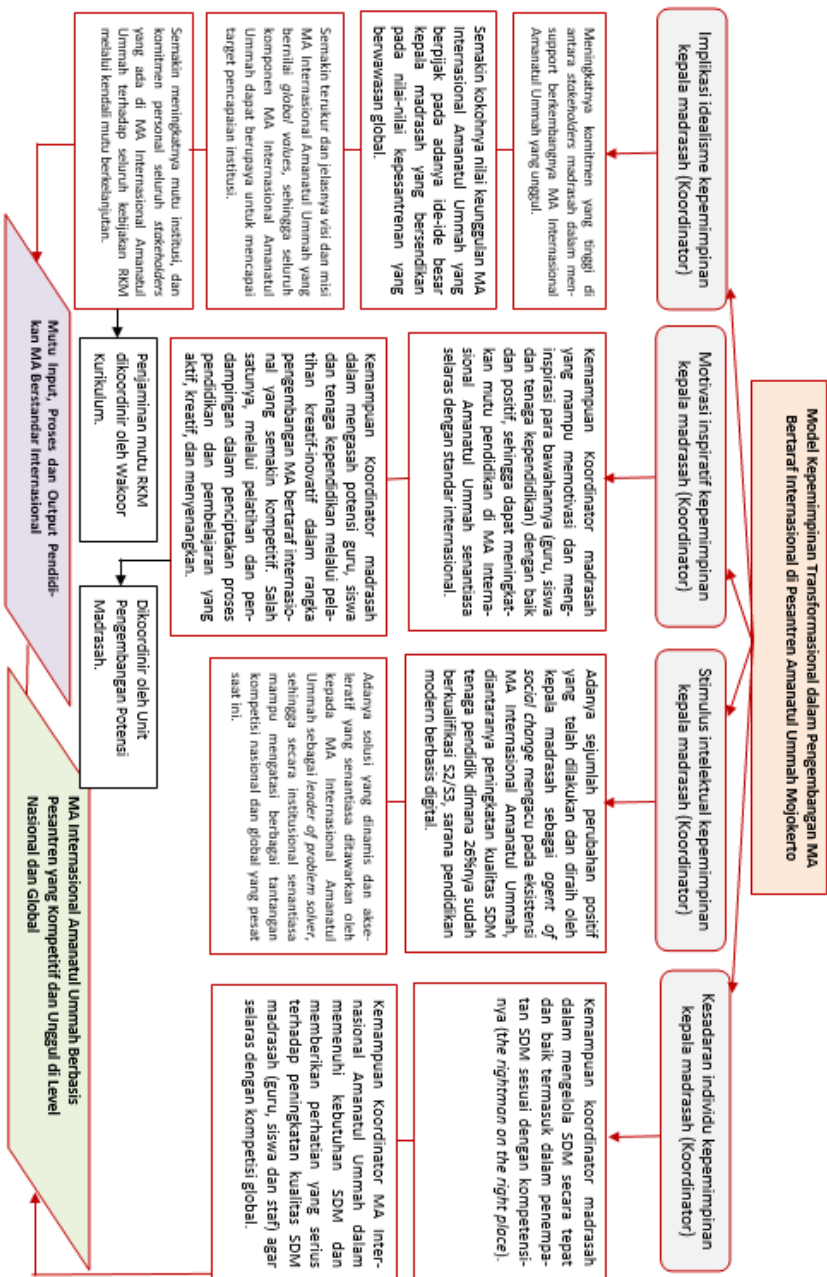 Model Kepemimpinan Transformasional dalam Pengembangan MA
Bertaraf Internasional di Pesantren Amanatul Ummah Mojokerto
Implikasi idealisme kepemimpinan
kepala madrasah (Koordinator)
Meningkatnya komitmen yang tinggi di
antara stakeholders madrasah dalam men-
support berkembangnya MA Internasional
Amanatul Ummah yang unggul.
Semakin kokohnya nilai keunggulan MA
Internasional Amanatul Ummah yang
berpijak pada adanya ide-ide besar
kepala madrasah yang bersendikan
pada nilai-nilai kepesantrenan yang
berwawasan global.
Semakin terukur dan jelasnya visi dan misi
MA Internasional Amanatul Ummah yang
bernilai global values, sehingga seluruh
komponen MA Internasional Amanatul
Ummah dapat berupaya untuk mencapai
target pencapaian institusi.
Semakin meningkatnya mutu institusi, dan
komitmen personal seluruh stakeholders
yang ada di MA Internasional Amanatul
Ummah terhadap seluruh kebijakan RKM
melalui kendali mutu berkelanjutan.
Motivasi inspiratif kepemimpinan
kepala madrasah (Koordinator)
Kemampuan Koordinator madrasah
yang mampu memotivasi dan meng-
inspirasi para bawahannya (guru, siswa
dan tenaga kependidikan) dengan baik
dan positif, sehingga dapat meningkat-
kan mutu pendidikan di MA Interna-
sional Amanatul Ummah senantiasa
selaras dengan standar internasional.
Kemampuan Koordinator madrasah
dalam mengasah potensi guru, siswa
dan tenaga kependidikan melalui pela-
tihan kreatif-inovatif dalam rangka
pengembangan MA bertaraf internasio-
nal yang semakin kompetitif. Salah
satunya, melalui pelatihan dan pen-
dampingan dalam penciptakan proses
pendidikan dan pembelajaran yang
aktif, kreatif, dan menyenangkan.
Penjaminan mutu RKM
dikoordinir oleh Wakoor
Kurikulum.
Stimulus intelektual kepemimpinan
kepala madrasah (Koordinator)
Adanya sejumlah perubahan positif
yang telah dilakukan dan diraih oleh
kepala madrasah sebagai agent of
social change mengacu pada eksistensi
MA Internasional Amanatul Ummah,
diantaranya peningkatan kualitas SDM
tenaga pendidik dimana 26%nya sudah
berkualifikasi S2/S3, sarana pendidikan
modern berbasis digital.
Adanya solusi yang dinamis dan akse-
leratif yang senantiasa ditawarkan oleh
kepada MA Internasional Amanatul
Ummah sebagai leader of problem solver,
sehingga secara institusional senantiasa
mampu mengatasi berbagai tantangan
kompetisi nasional dan global yang pesat
saat ini.
Dikoordinir oleh Unit
Pengembangan Potensi
Madrasah.
Kesadaran individu kepemimpinan
kepala madrasah (Koordinator)
Kemampuan koordinator madrasah
dalam mengelola SDM secara tepat
dan baik termasuk dalam penempa-
tan SDM sesuai dengan kompetensi-
nya (the rightman on the right place).
Kemampuan Koordinator MA Inter-
nasional Amanatul Ummah dalam
memenuhi kebutuhan SDM dan
memberikan perhatian yang serius
terhadap peningkatan kualitas SDM
madrasah (guru, siswa dan staf) agar
selaras dengan kompetisi global.
Mutu Input, Proses dan Output Pendidi-
kan MA Berstandar Internasional
MA Internasional Amanatul Ummah Berbasis
Pesantren yang Kompetitif dan Unggul di Level
Nasional dan Global